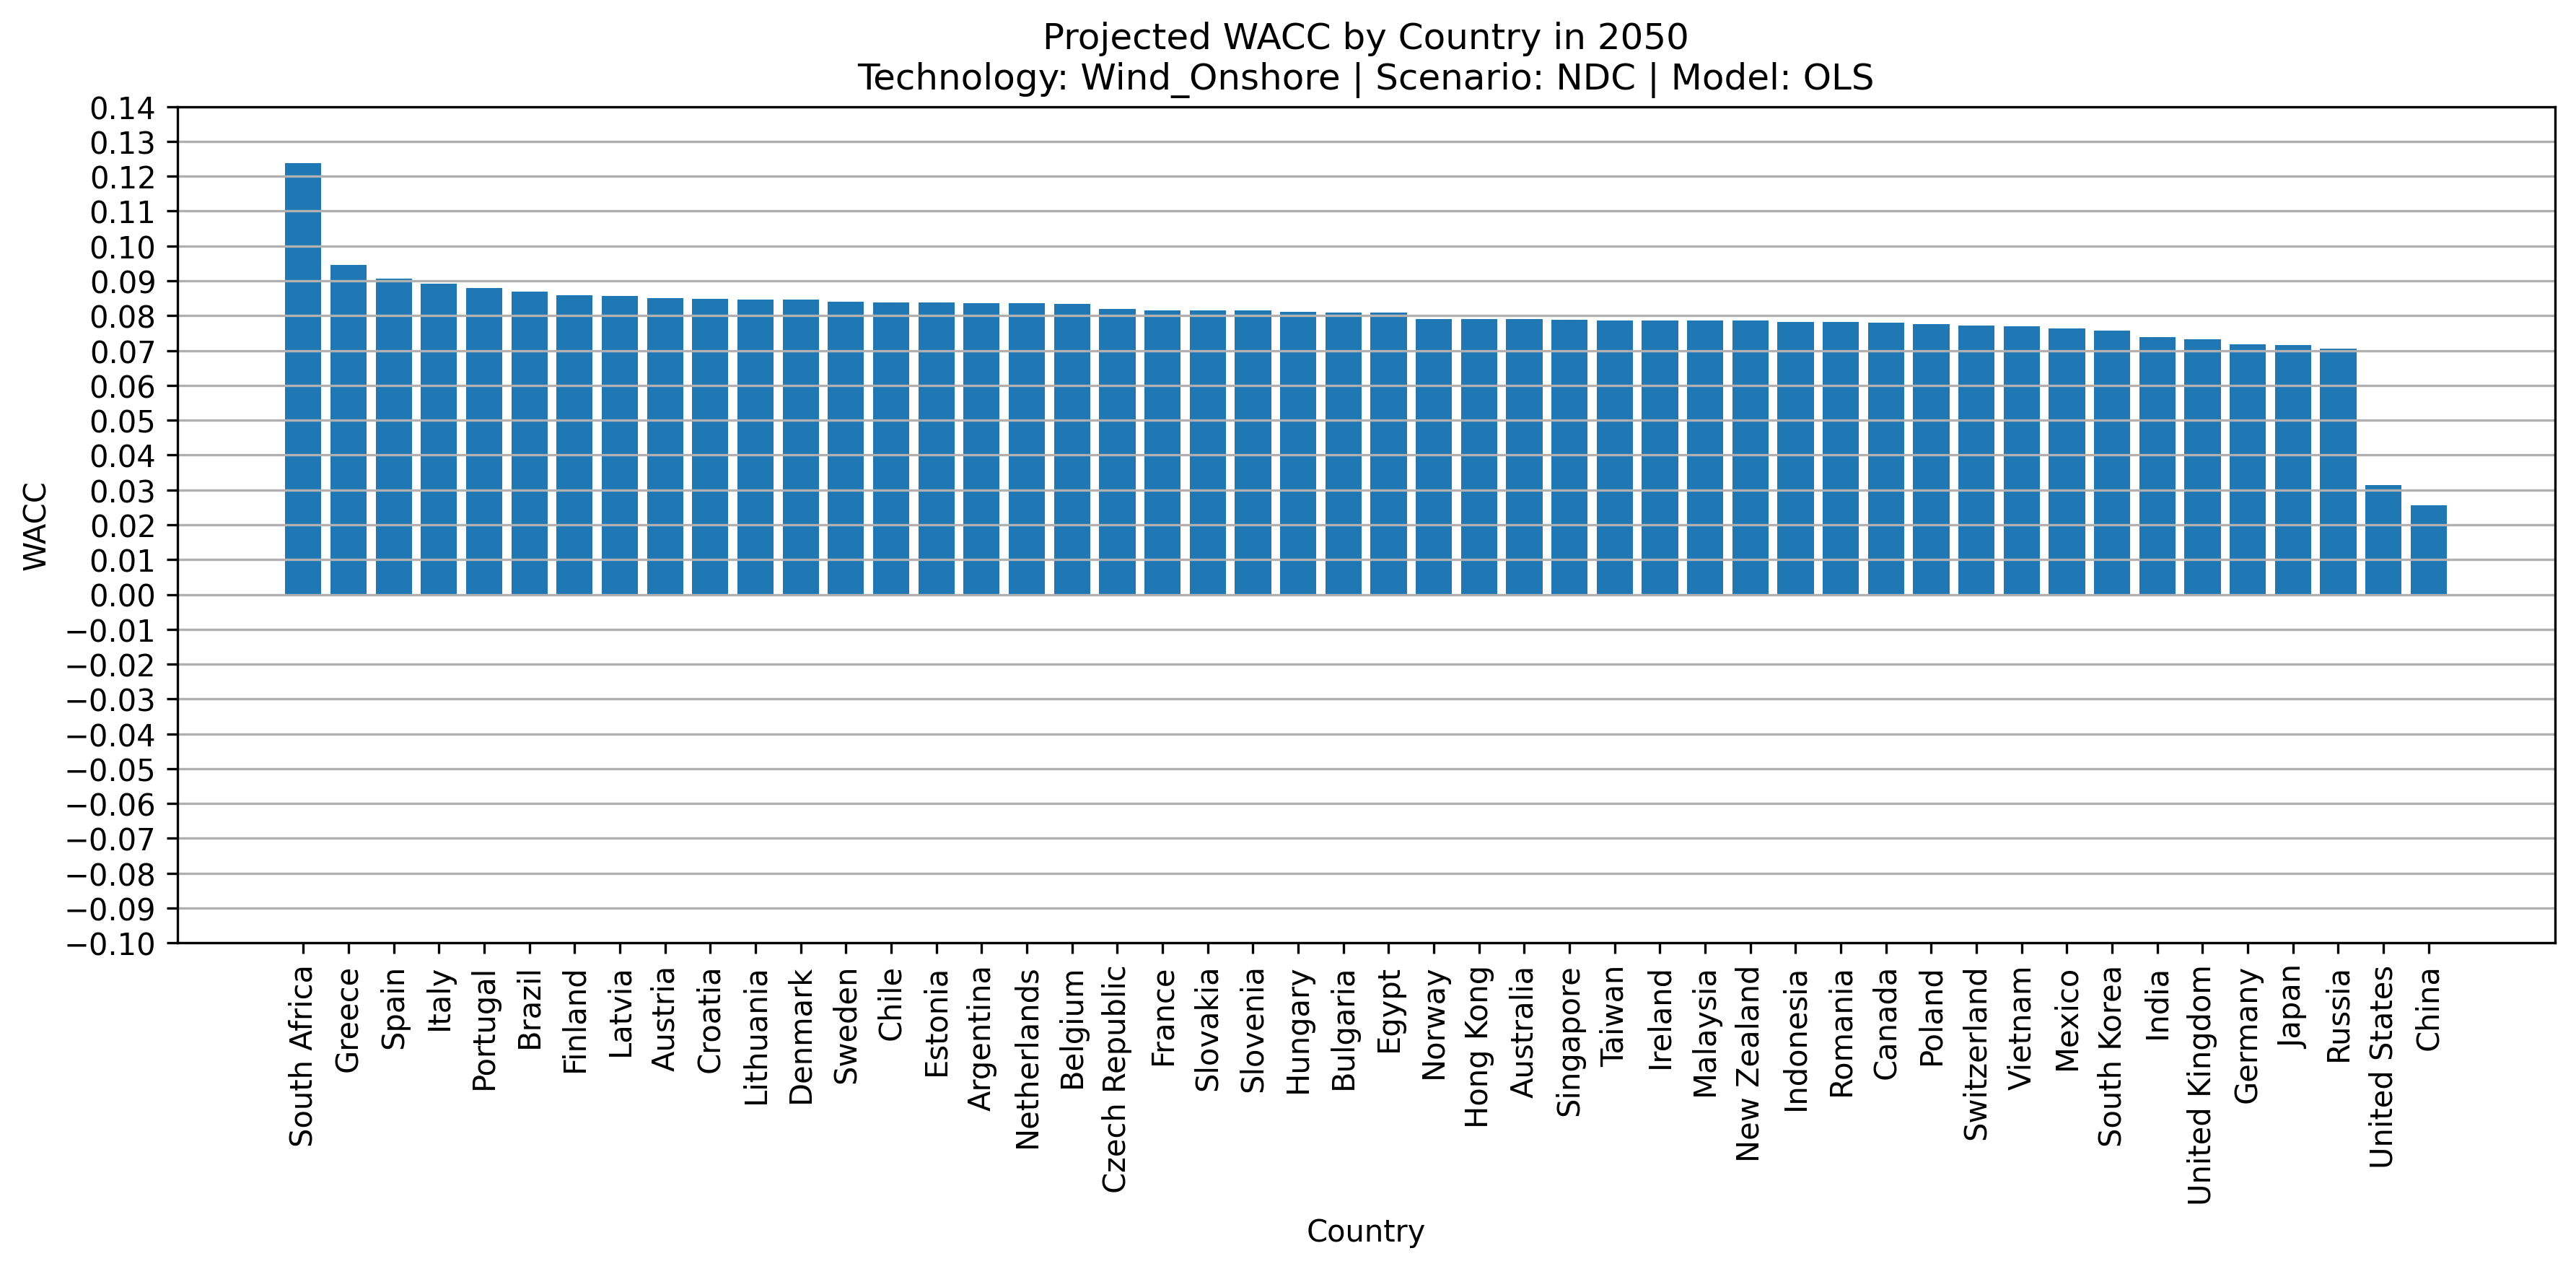 Projected WACC by Country in 2050
Technology: Wind_Onshore | Scenario: NDC | Model: OLS
WACC
0.14
0.13
0.12
0.11
0.10
0.09
0.08
0.07
0.06
0.05
0.04
0.03
0.02
0.01
0.00
−0.01
−0.02
−0.03
−0.04
−0.05
−0.06
−0.07
−0.08
−0.09
−0.10
South Africa
Greece
Spain
Italy
Portugal
Brazil
Finland
Latvia
Austria
Croatia
Lithuania
Denmark
Sweden
Chile
Estonia
Argentina
Netherlands
Belgium
Czech Republic
France
Slovakia
Slovenia
Hungary
Bulgaria
Egypt
Norway
Hong Kong
Australia
Singapore
Taiwan
Ireland
Malaysia
New Zealand
Indonesia
Romania
Canada
Poland
Switzerland
Vietnam
Mexico
South Korea
India
United Kingdom
Germany
Japan
Russia
United States
China
Country